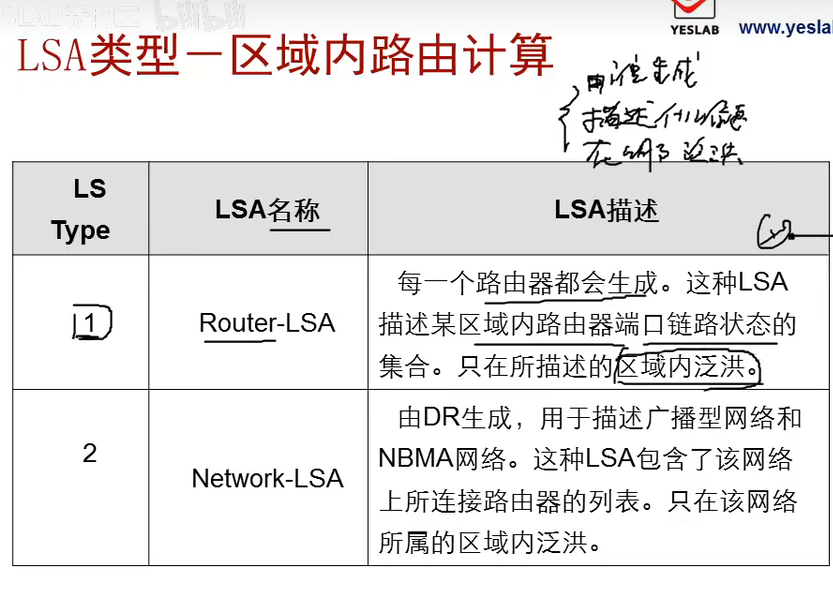 YESLAB
www.yeslab
LSA类型－区域内路由计算
由谁生成
描述什么信息
在哪泛洪
LS Type
LSA名称
LSA描述
1
Router-LSA
每一个路由器都会生成。这种LSA
描述某区域内路由器端口链路状态的
集合。只在所描述的区域内泛洪。
2
Network-LSA
由DR生成，用于描述广播型网络和
NBMA网络。这种LSA包含了该网络
上所连接路由器的列表。只在该网络
所属的区域内泛洪。